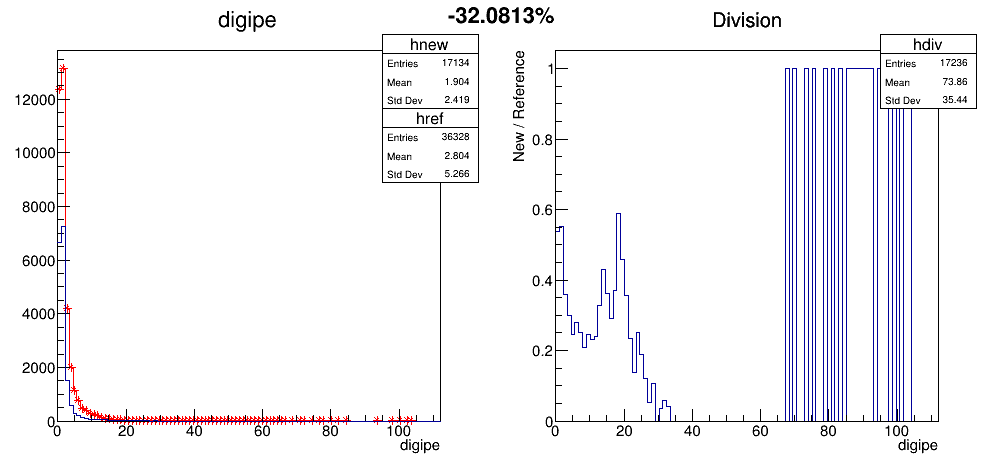 -32.0813%
digipe
hnew
Entries 17134
Mean 1.904
Std Dev 2.419
href
Entries 36328
Mean 2.804
Std Dev 5.266
12000
10000
8000
6000
4000
2000
0
0 20 40 60 80 100
digipe
Division
hdiv
Entries 17236
Mean 73.86
Std Dev 35.44
New / Reference
1
0.8
0.6
0.4
0.2
0
0 20 40 60 80 100
digipe